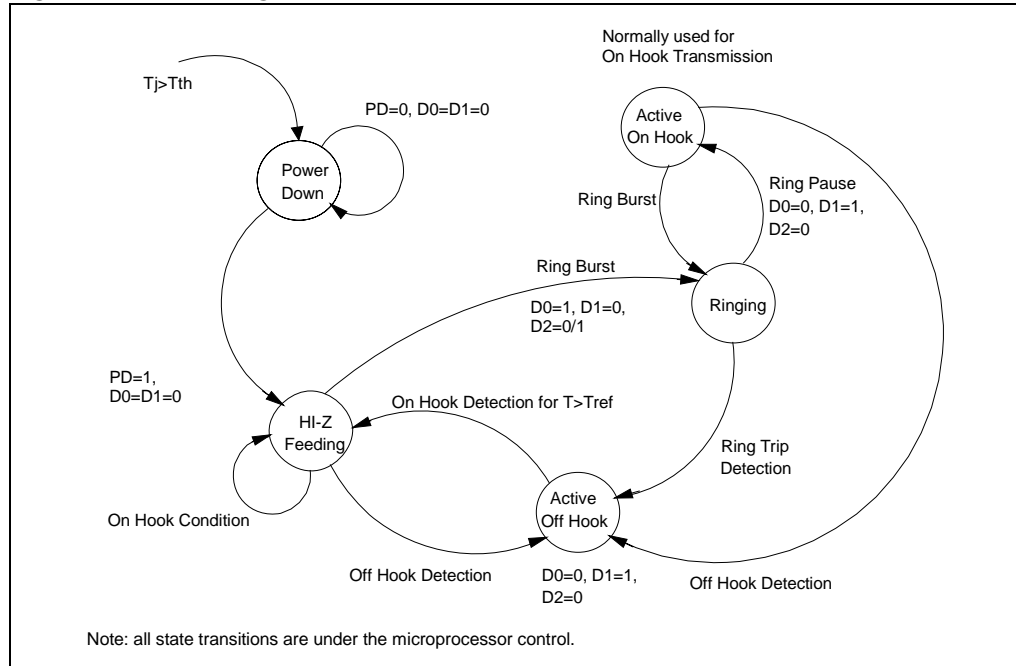 Normally used for
On Hook Transmission
Tj>Tth
PD=0, D0=D1=0
Active
On Hook
Power
Down
Ring Pause
D0=0, D1=1,
D2=0
Ring Burst
Ring Burst
Ringing
D0=1, D1=0,
D2=0/1
PD=1,
D0=D1=0
On Hook Detection for T>Tref
HI-Z
Feeding
Ring Trip
Detection
Active
Off Hook
On Hook Condition
Off Hook Detection
D0=0, D1=1,
D2=0
Off Hook Detection
Note: all state transitions are under the microprocessor control.